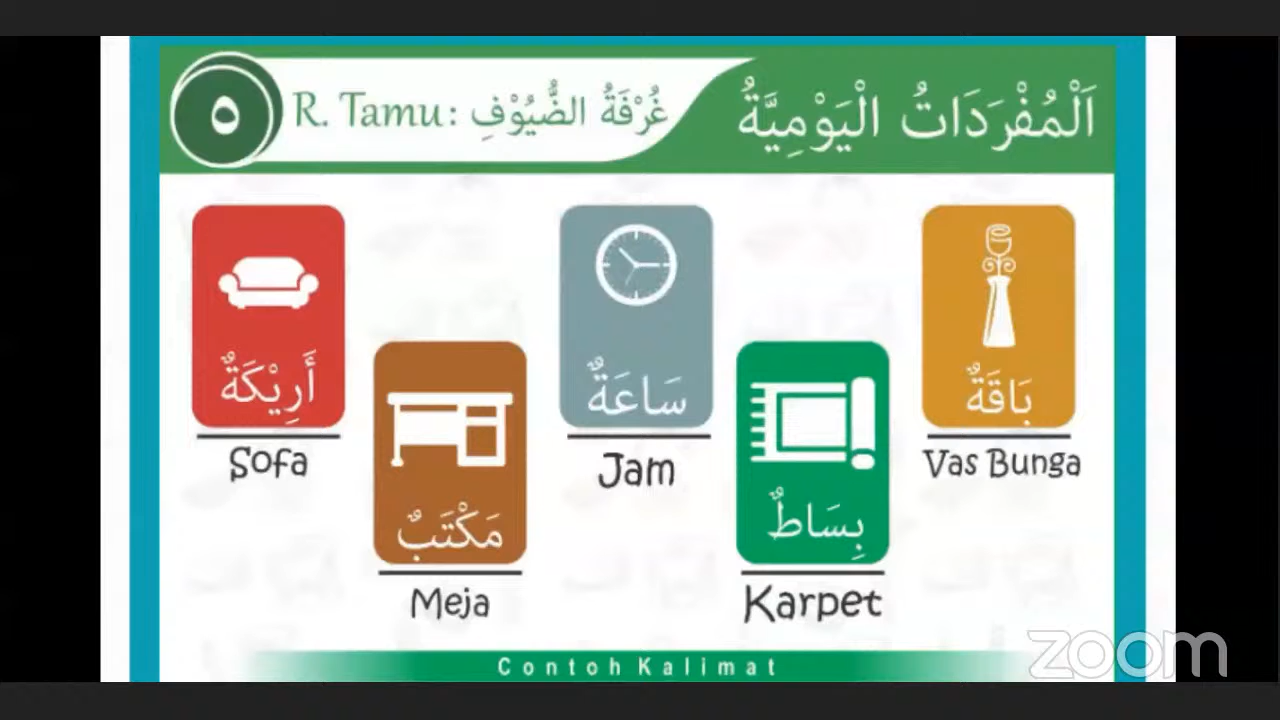 اَلْمُفْرَدَاتُ الْيَوْمِيَّةُ
R. Tamu : غُرْفَةُ الضُّيُوْفِ
٥
أَرِيْكَةٌ
Sofa
مَكْتَبٌ
Meja
سَاعَةٌ
Jam
بِسَاطٌ
Karpet
بَاقَةٌ
Vas Bunga
Contoh Kalimat
zoom